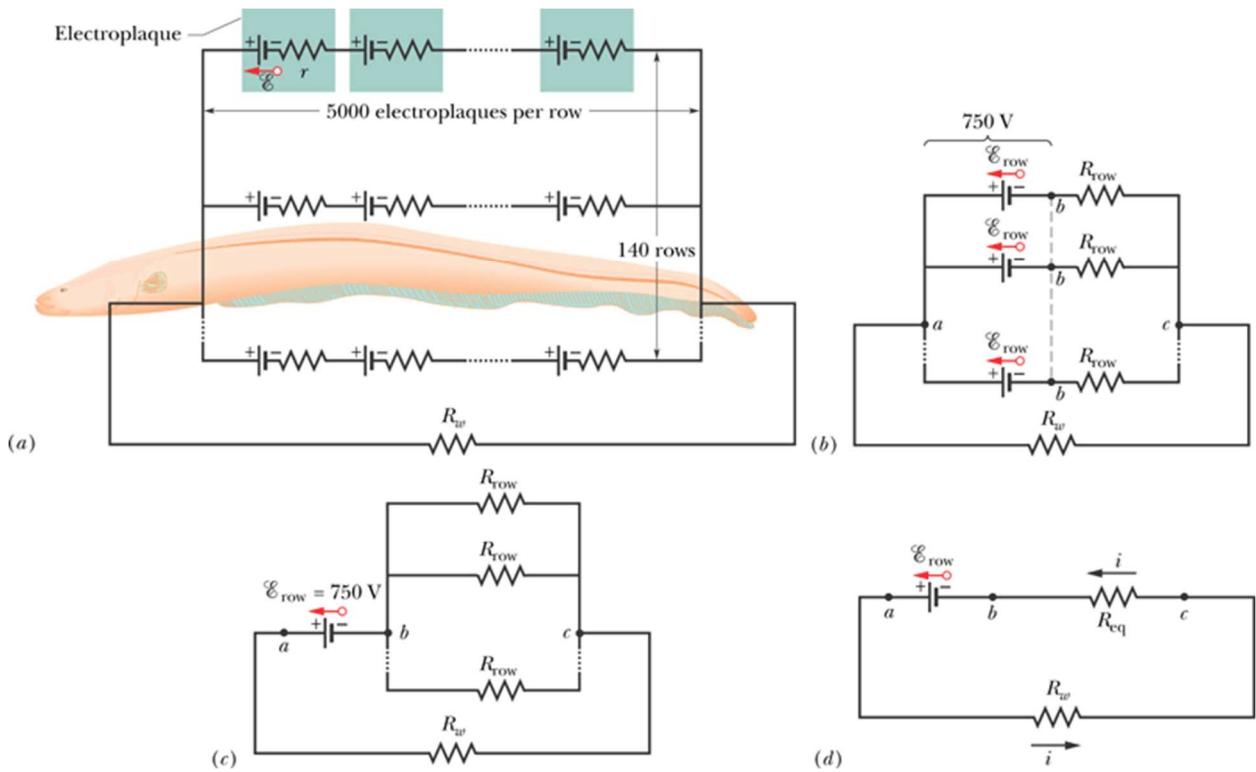 Electroplaque
+ − + − + −
ℰ r
5000 electroplaques per row
+ − + − + −
140 rows
+ − + − + −
R_w
(a)
750 V
ℰ_row
+ − R_row
b
ℰ_row
+ − R_row
b
a c
ℰ_row
+ − R_row
b
R_w
(b)
R_row
R_row
ℰ_row = 750 V
+ −
a b c
R_row
R_w
(c)
ℰ_row i
+ −
a b R_eq c
R_w
i
(d)